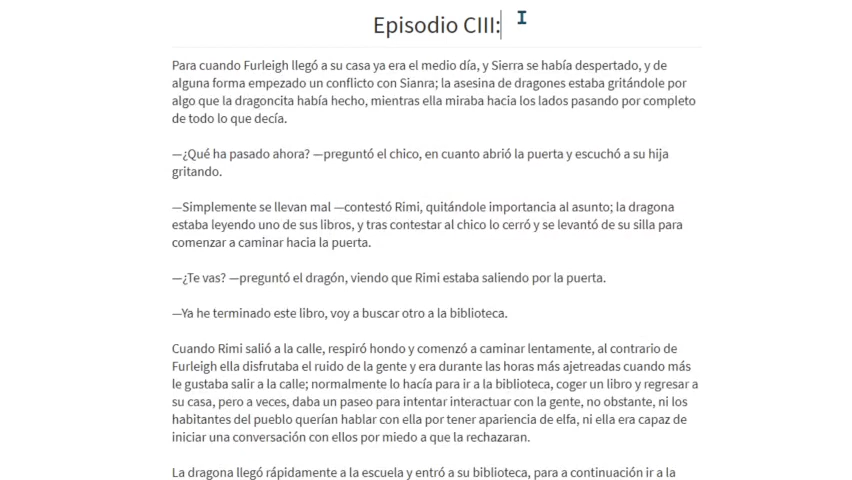 Episodio CIII:
Para cuando Furleigh llegó a su casa ya era el medio día, y Sierra se había despertado, y de
alguna forma empezado un conflicto con Sianra; la asesina de dragones estaba gritándole por
algo que la dragoncita había hecho, mientras ella miraba hacia los lados pasando por completo
de todo lo que decía.
—¿Qué ha pasado ahora? —preguntó el chico, en cuanto abrió la puerta y escuchó a su hija
gritando.
—Simplemente se llevan mal —contestó Rimi, quitándole importancia al asunto; la dragona
estaba leyendo uno de sus libros, y tras contestar al chico lo cerró y se levantó de su silla para
comenzar a caminar hacia la puerta.
—¿Te vas? —preguntó el dragón, viendo que Rimi estaba saliendo por la puerta.
—Ya he terminado este libro, voy a buscar otro a la biblioteca.
Cuando Rimi salió a la calle, respiró hondo y comenzó a caminar lentamente, al contrario de
Furleigh ella disfrutaba el ruido de la gente y era durante las horas más ajetreadas cuando más
le gustaba salir a la calle; normalmente lo hacía para ir a la biblioteca, coger un libro y regresar a
su casa, pero a veces, daba un paseo para intentar interactuar con la gente, no obstante, ni los
habitantes del pueblo querían hablar con ella por tener apariencia de elfa, ni ella era capaz de
iniciar una conversación con ellos por miedo a que la rechazaran.
La dragona llegó rápidamente a la escuela y entró a su biblioteca, para a continuación ir a la